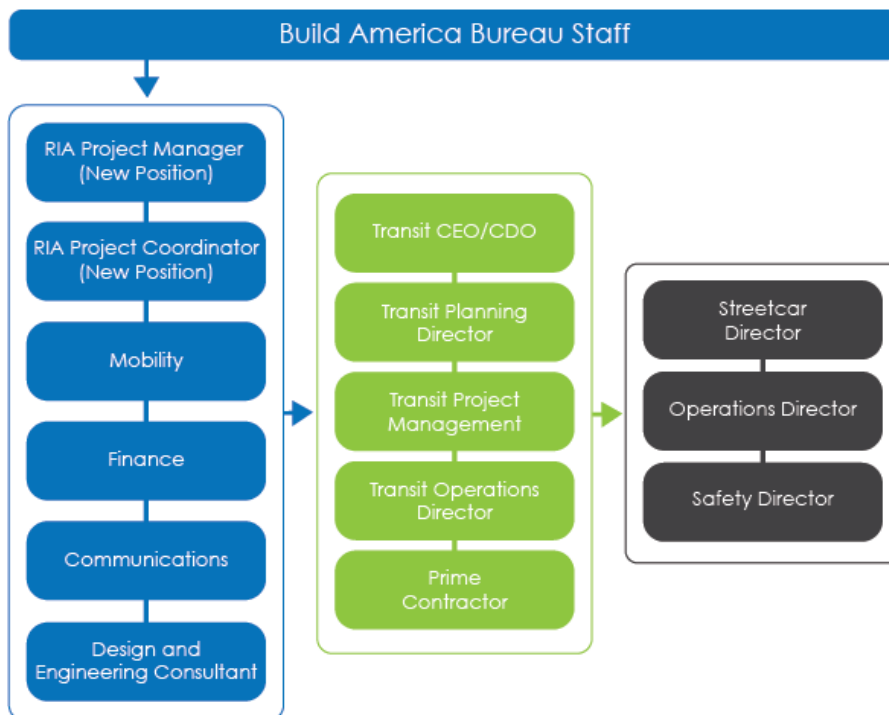 Build America Bureau Staff
RIA Project Manager
(New Position)
RIA Project Coordinator
(New Position)
Mobility
Finance
Communications
Design and
Engineering Consultant
Transit CEO/CDO
Transit Planning
Director
Transit Project
Management
Transit Operations
Director
Prime
Contractor
Streetcar
Director
Operations Director
Safety Director